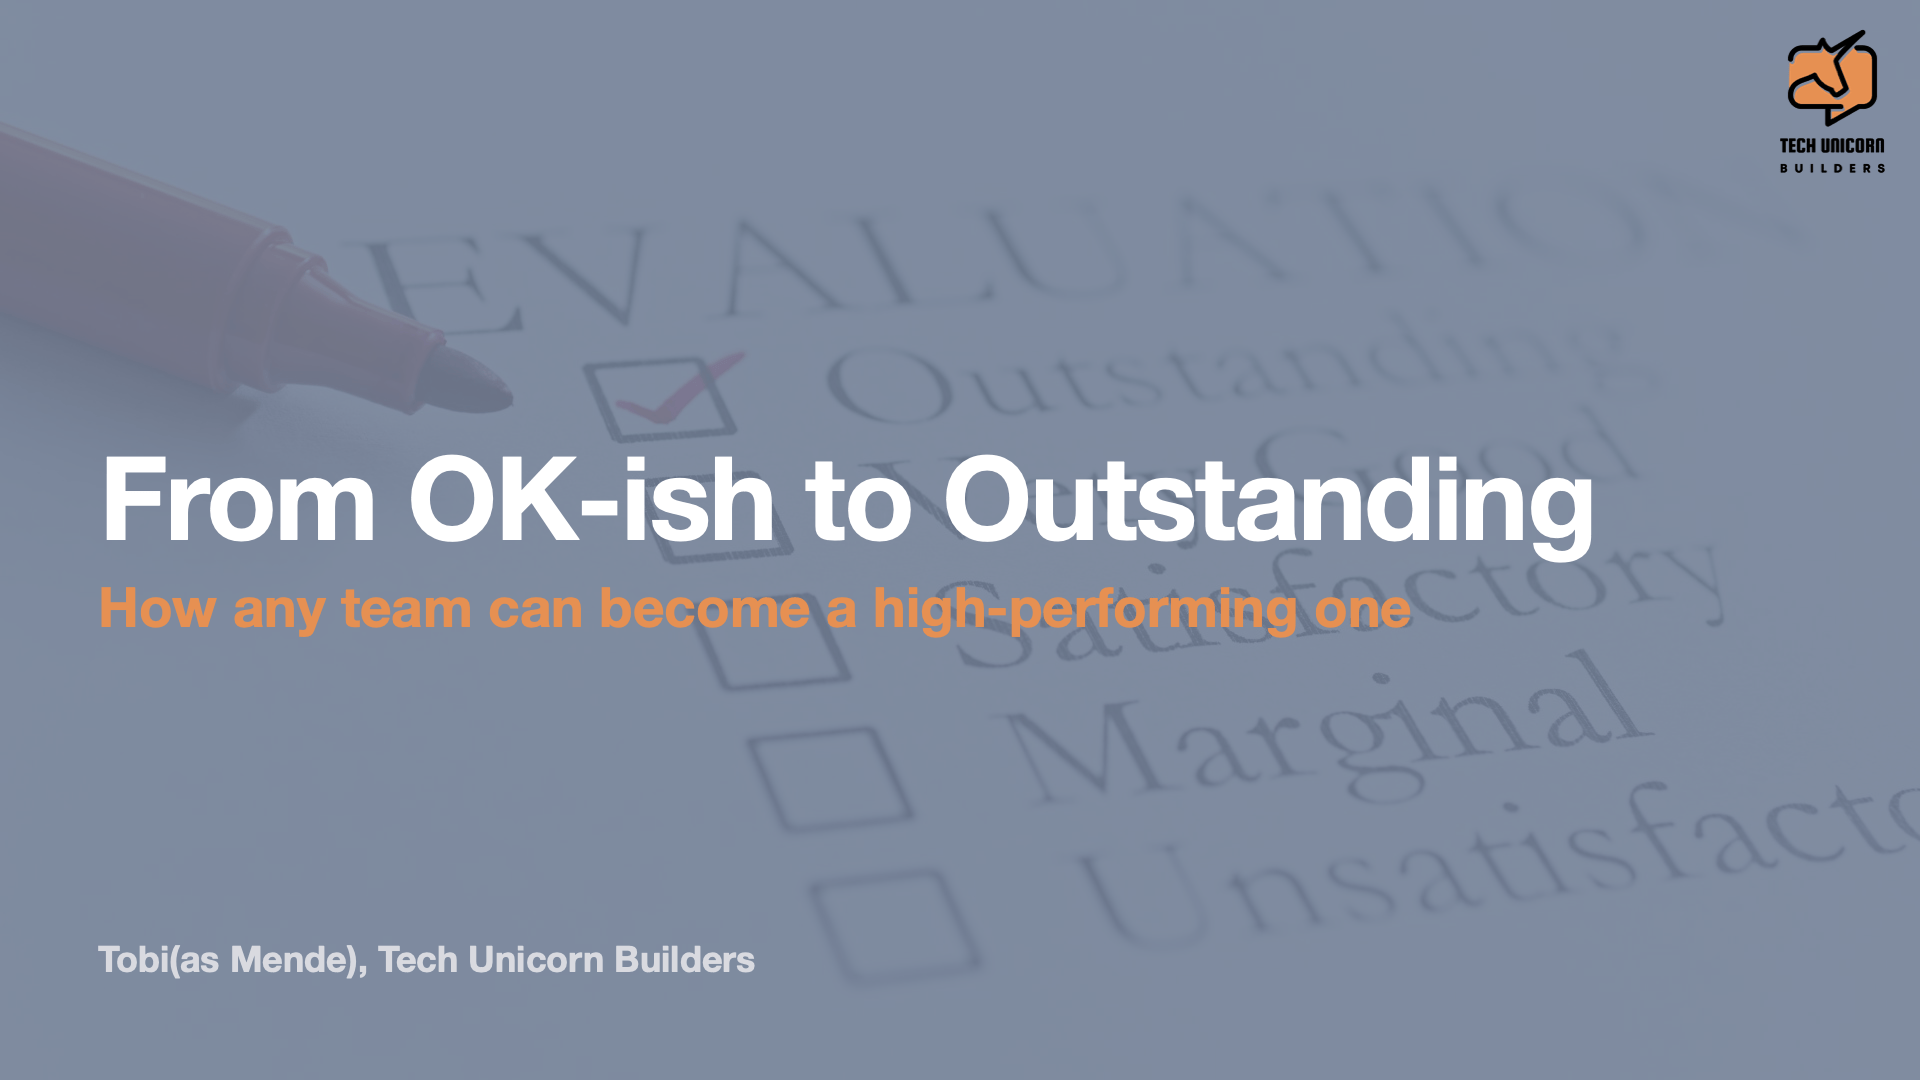 TECH UNICORN
BUILDERS
EVALUATION
Outstanding
Very Good
From OK-ish to Outstanding
Satisfactory
How any team can become a high-performing one
Marginal
Tobi(as Mende), Tech Unicorn Builders